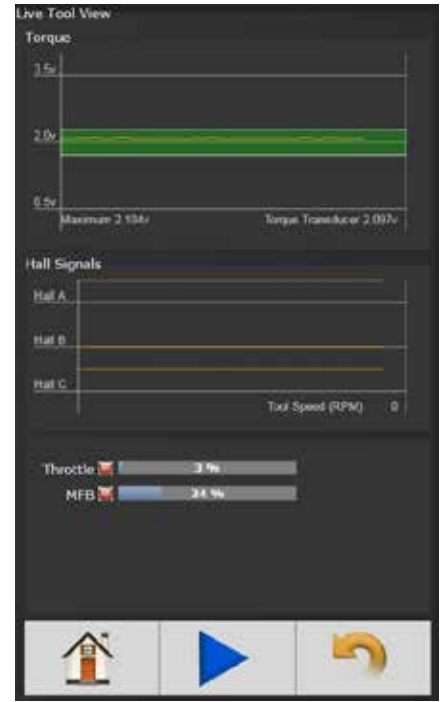 Live Tool View
Torque
3.5v
2.0v
0.5v
Maximum 2.104v Torque Transducer 2.097v
Hall Signals
Hall A
Hall B
Hall C
Tool Speed (RPM) 0
Throttle 3 %
MFB 24 %